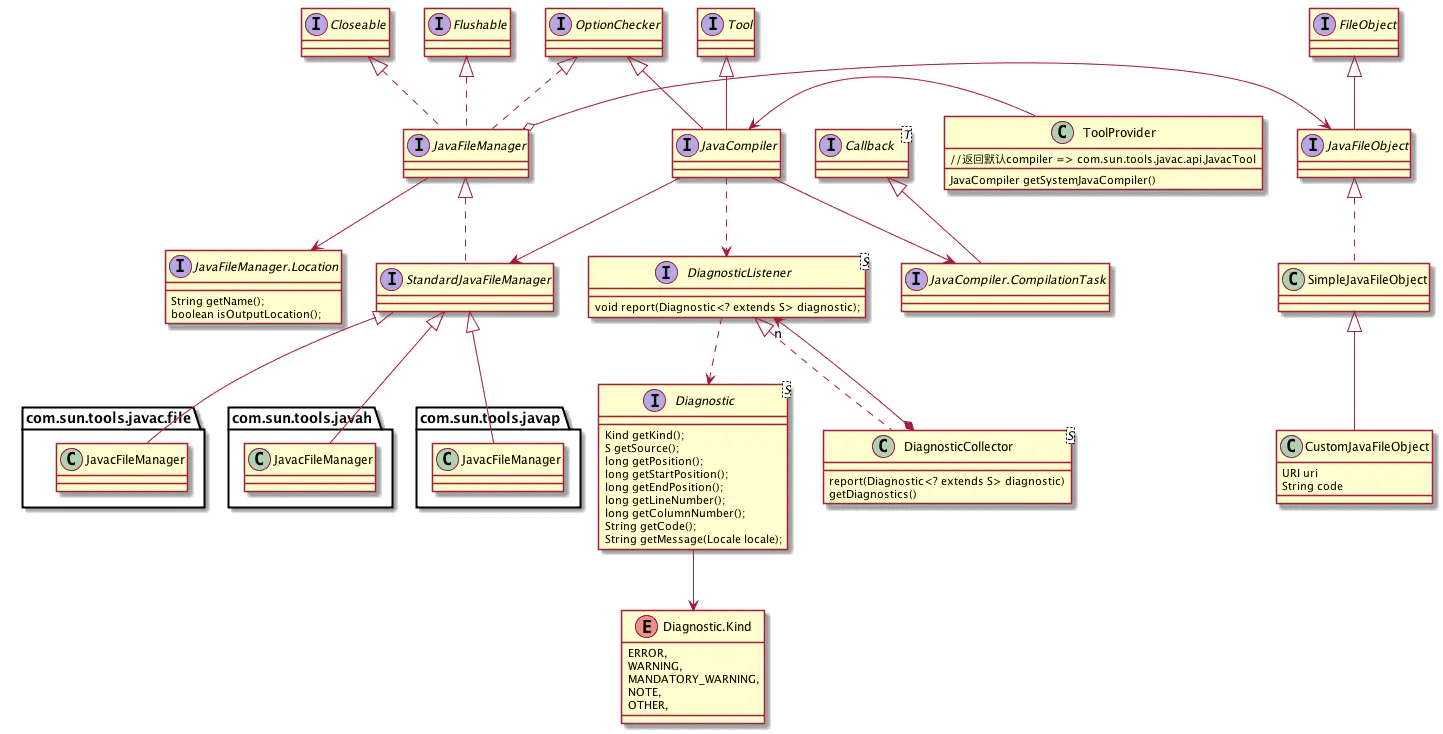 I Closeable
I Flushable
I OptionChecker
I Tool
I FileObject
I JavaFileManager
I JavaCompiler
I Callback
T
C ToolProvider
//返回默认compiler => com.sun.tools.javac.api.JavacTool
JavaCompiler getSystemJavaCompiler()
I JavaFileObject
I JavaFileManager.Location
String getName();
boolean isOutputLocation();
I StandardJavaFileManager
I DiagnosticListener
S
void report(Diagnostic<? extends S> diagnostic);
I JavaCompiler.CompilationTask
C SimpleJavaFileObject
n
com.sun.tools.javac.file
C JavacFileManager
com.sun.tools.javah
C JavacFileManager
com.sun.tools.javap
C JavacFileManager
I Diagnostic
S
Kind getKind();
S getSource();
long getPosition();
long getStartPosition();
long getEndPosition();
long getLineNumber();
long getColumnNumber();
String getCode();
String getMessage(Locale locale);
C DiagnosticCollector
S
report(Diagnostic<? extends S> diagnostic)
getDiagnostics()
C CustomJavaFileObject
URI uri
String code
E Diagnostic.Kind
ERROR,
WARNING,
MANDATORY_WARNING,
NOTE,
OTHER,